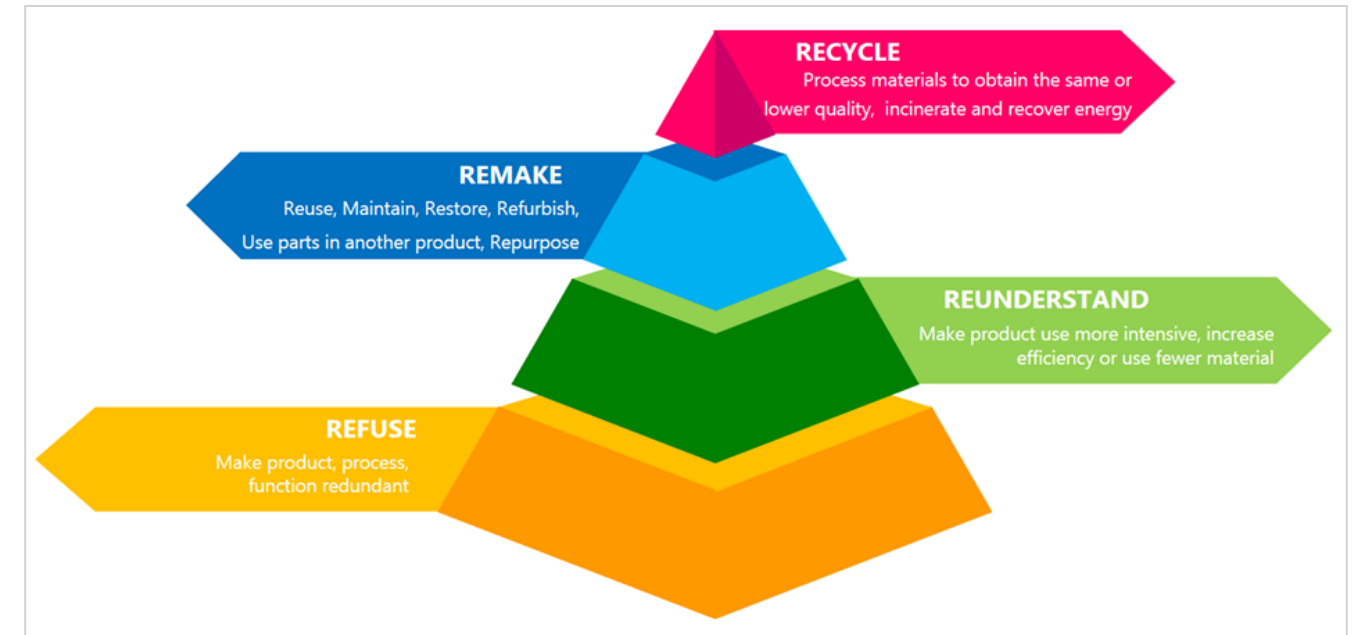 RECYCLE
Process materials to obtain the same or
lower quality, incinerate and recover energy
REMAKE
Reuse, Maintain, Restore, Refurbish,
Use parts in another product, Repurpose
REUNDERSTAND
Make product use more intensive, increase
efficiency or use fewer material
REFUSE
Make product, process,
function redundant